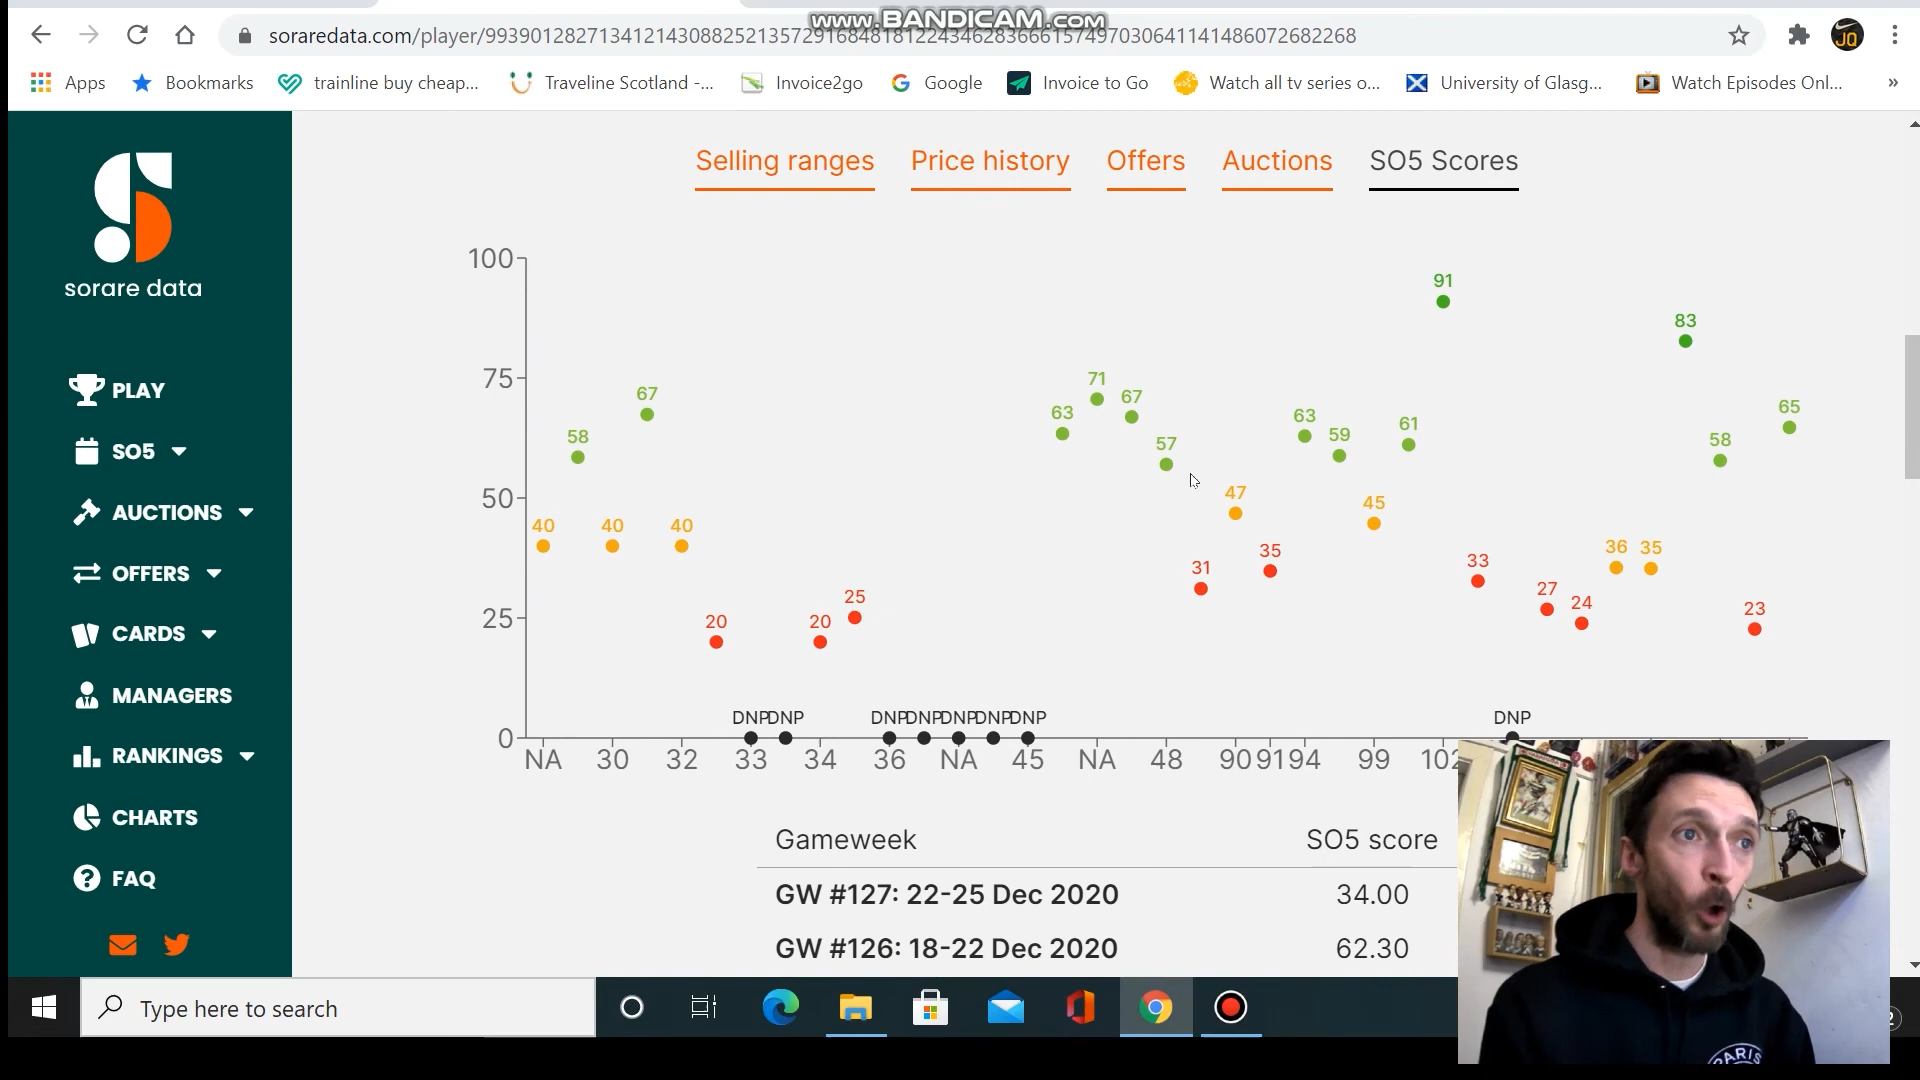 www.BANDICAM.com
soraredata.com/player/99390128271341214308825213572916848181224346283666157497030641141486072682268
JQ
Apps
Bookmarks
trainline buy cheap...
Traveline Scotland -...
Invoice2go
Google
Invoice to Go
Watch all tv series o...
University of Glasg...
Watch Episodes Onl...
»
sorare data
PLAY
SO5
AUCTIONS
OFFERS
CARDS
MANAGERS
RANKINGS
CHARTS
FAQ
Selling ranges
Price history
Offers
Auctions
SO5 Scores
100
75
50
25
0
40
58
40
67
40
20
DNP
DNP
20
25
DNP
DNP
DNP
DNP
DNP
63
71
67
57
31
47
35
63
59
45
61
91
33
DNP
27
24
36
35
83
58
23
65
NA 30 32 33 34 36 NA 45 NA 48 90 91 94 99 102
Gameweek SO5 score
GW #127: 22-25 Dec 2020 34.00
GW #126: 18-22 Dec 2020 62.30
Type here to search
PARIS
2